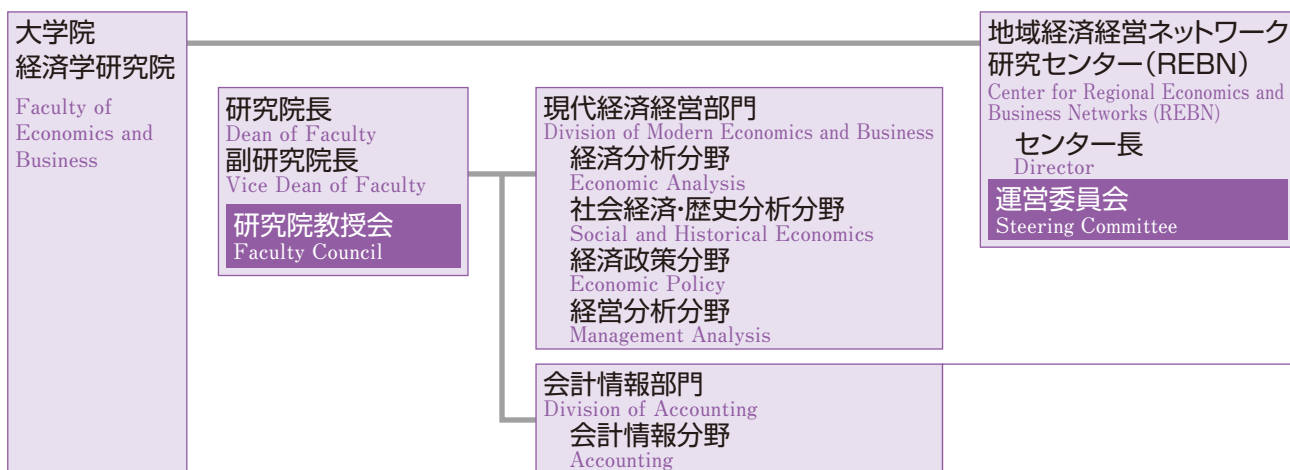 大学院
経済学研究院
Faculty of
Economics and
Business
研究院長
Dean of Faculty
副研究院長
Vice Dean of Faculty
研究院教授会
Faculty Council
現代経済経営部門
Division of Modern Economics and Business
経済分析分野
Economic Analysis
社会経済・歴史分析分野
Social and Historical Economics
経済政策分野
Economic Policy
経営分析分野
Management Analysis
会計情報部門
Division of Accounting
会計情報分野
Accounting
地域経済経営ネットワーク
研究センター（REBN）
Center for Regional Economics and
Business Networks (REBN)
センター長
Director
運営委員会
Steering Committee